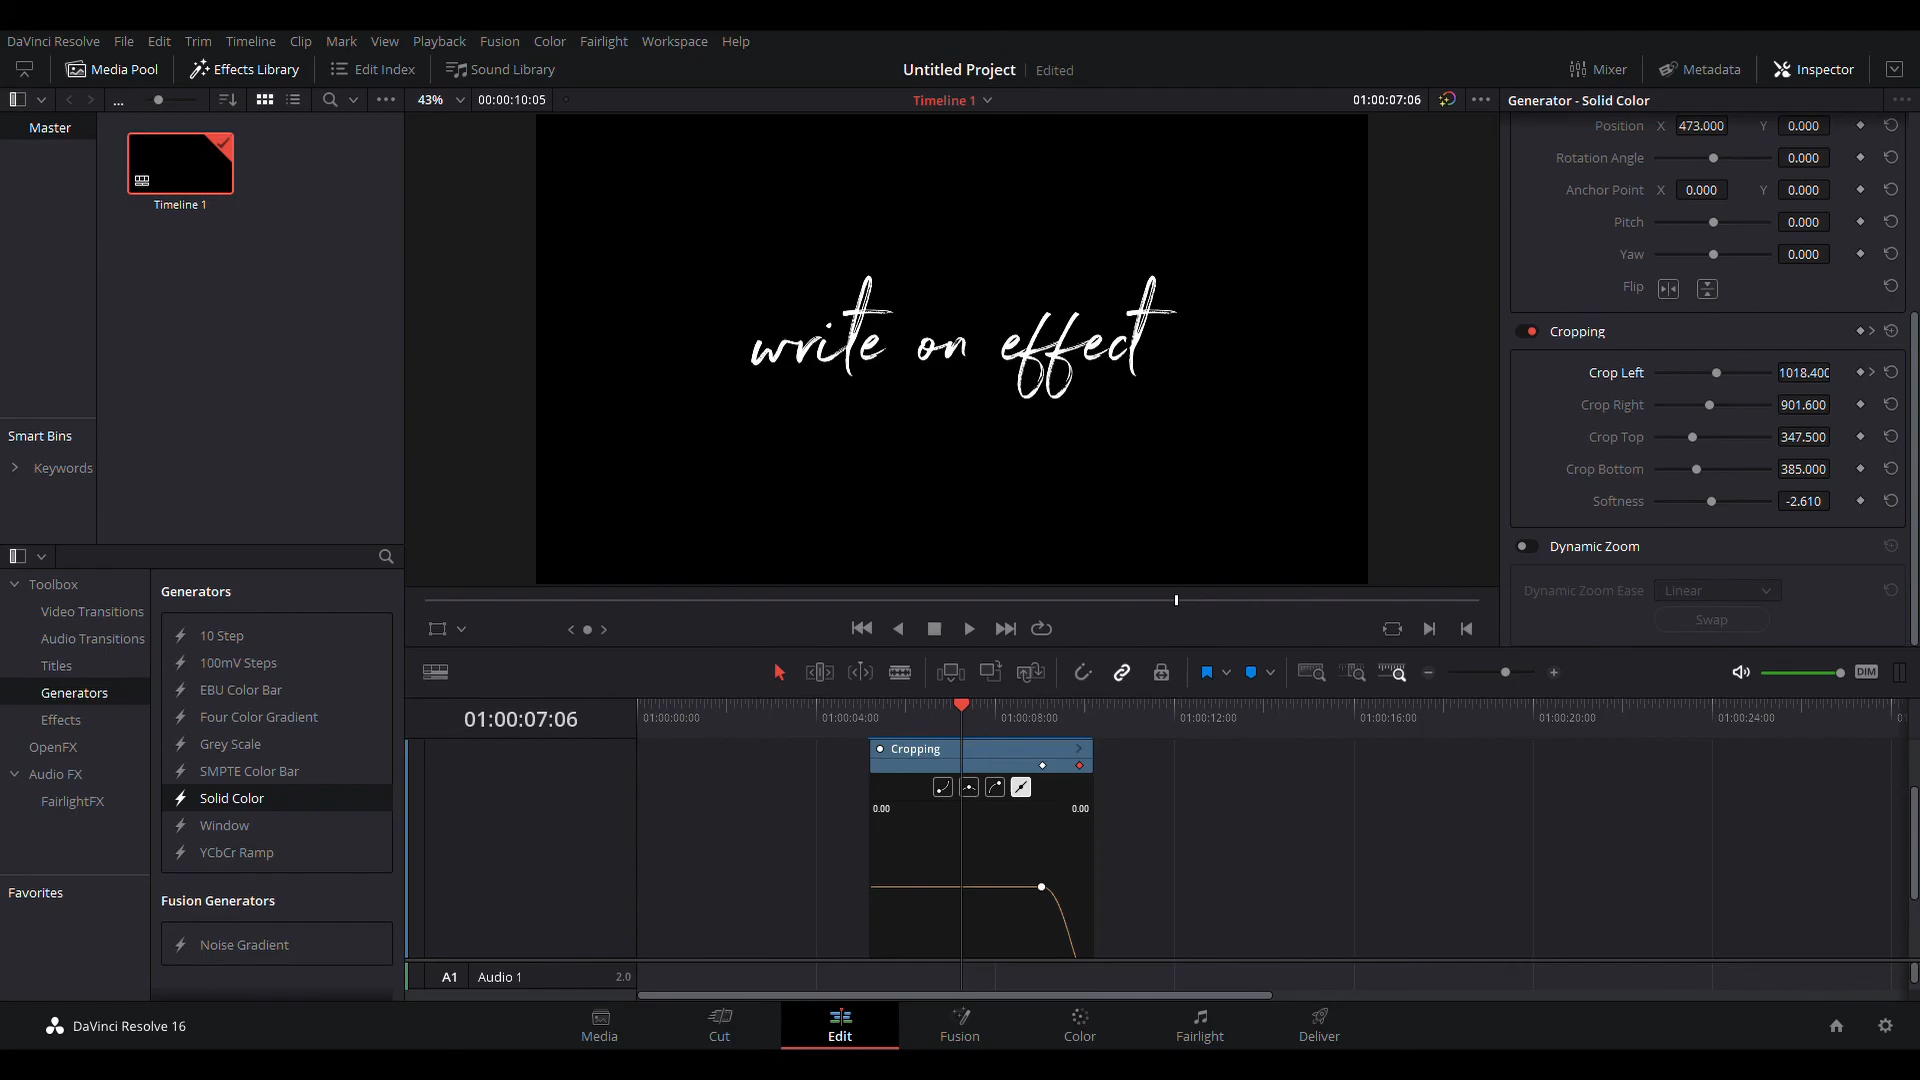 DaVinci Resolve File Edit Trim Timeline Clip Mark View Playback Fusion Color Fairlight Workspace Help
Media Pool Effects Library Edit Index Sound Library Untitled Project Edited Mixer Metadata Inspector
... 43% 00:00:10:05 Timeline 1 01:00:07:06 Generator - Solid Color
Master
Timeline 1
Smart Bins
Keywords
Position X 473.000 Y 0.000
Rotation Angle 0.000
Anchor Point X 0.000 Y 0.000
Pitch 0.000
Yaw 0.000
Flip
Cropping
Crop Left 1018.400
Crop Right 901.600
Crop Top 347.500
Crop Bottom 385.000
Softness -2.610
Dynamic Zoom
Dynamic Zoom Ease Linear
Swap
write on effect
Toolbox
Video Transitions
Audio Transitions
Titles
Generators
Effects
OpenFX
Audio FX
FairlightFX
Favorites
Generators
10 Step
100mV Steps
EBU Color Bar
Four Color Gradient
Grey Scale
SMPTE Color Bar
Solid Color
Window
YCbCr Ramp
Fusion Generators
Noise Gradient
DIM
01:00:07:06 01:00:00:00 01:00:04:00 01:00:08:00 01:00:12:00 01:00:16:00 01:00:20:00 01:00:24:00
Cropping
0.00 0.00
A1 Audio 1 2.0
DaVinci Resolve 16 Media Cut Edit Fusion Color Fairlight Deliver